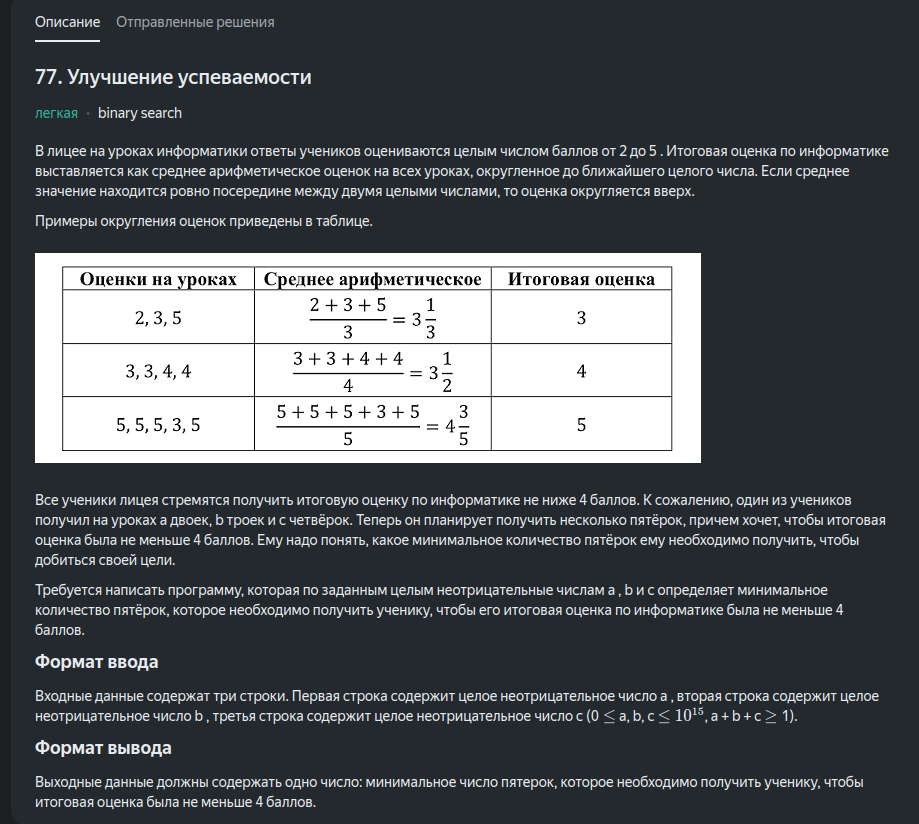 Описание Отправленные решения
77. Улучшение успеваемости
легкая · binary search
В лицее на уроках информатики ответы учеников оцениваются целым числом баллов от 2 до 5 . Итоговая оценка по информатике
выставляется как среднее арифметическое оценок на всех уроках, округленное до ближайшего целого числа. Если среднее
значение находится ровно посередине между двумя целыми числами, то оценка округляется вверх.
Примеры округления оценок приведены в таблице.
Оценки на уроках Среднее арифметическое Итоговая оценка
2, 3, 5 (2 + 3 + 5)/3 = 3 1/3 3
3, 3, 4, 4 (3 + 3 + 4 + 4)/4 = 3 1/2 4
5, 5, 5, 3, 5 (5 + 5 + 5 + 3 + 5)/5 = 4 3/5 5
Все ученики лицея стремятся получить итоговую оценку по информатике не ниже 4 баллов. К сожалению, один из учеников
получил на уроках a двоек, b троек и c четвёрок. Теперь он планирует получить несколько пятёрок, причем хочет, чтобы итоговая
оценка была не меньше 4 баллов. Ему надо понять, какое минимальное количество пятёрок ему необходимо получить, чтобы
добиться своей цели.
Требуется написать программу, которая по заданным целым неотрицательные числам a , b и c определяет минимальное
количество пятёрок, которое необходимо получить ученику, чтобы его итоговая оценка по информатике была не меньше 4
баллов.
Формат ввода
Входные данные содержат три строки. Первая строка содержит целое неотрицательное число a , вторая строка содержит целое
неотрицательное число b , третья строка содержит целое неотрицательное число c (0 ≤ a, b, c ≤ 10¹⁵, a + b + c ≥ 1).
Формат вывода
Выходные данные должны содержать одно число: минимальное число пятерок, которое необходимо получить ученику, чтобы
итоговая оценка была не меньше 4 баллов.